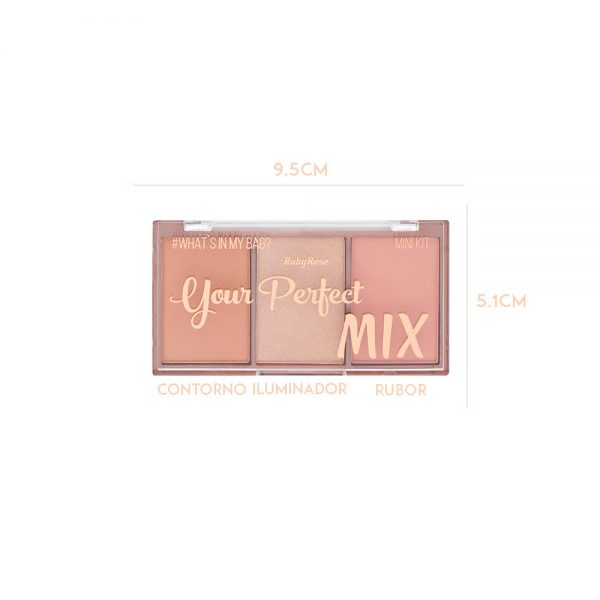 9.5CM
#WHAT'S IN MY BAG?
MINI KIT
RubyRose
Your Perfect
MIX
5.1CM
CONTORNO ILUMINADOR RUBOR